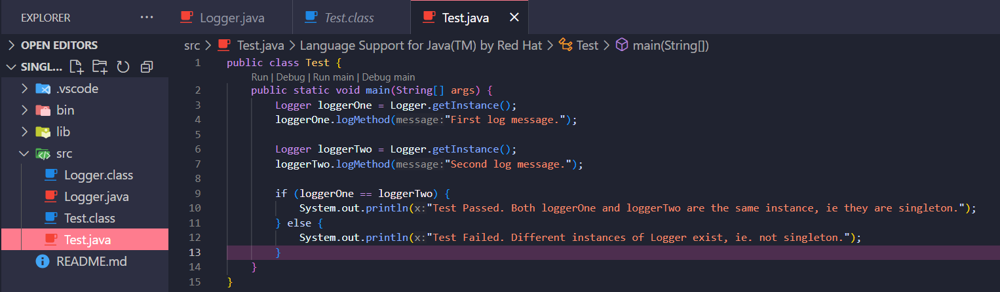 EXPLORER ...
Logger.java Test.class Test.java
OPEN EDITORS
SINGL...
.vscode
bin
lib
src
Logger.class
Logger.java
Test.class
Test.java
README.md
src > Test.java > Language Support for Java(TM) by Red Hat > Test > main(String[])
1 public class Test {
Run | Debug | Run main | Debug main
2 public static void main(String[] args) {
3 Logger loggerOne = Logger.getInstance();
4 loggerOne.logMethod(message:"First log message.");
5
6 Logger loggerTwo = Logger.getInstance();
7 loggerTwo.logMethod(message:"Second log message.");
8
9 if (loggerOne == loggerTwo) {
10 System.out.println(x:"Test Passed. Both loggerOne and loggerTwo are the same instance, ie they are singleton.");
11 } else {
12 System.out.println(x:"Test Failed. Different instances of Logger exist, ie. not singleton.");
13 }
14 }
15 }